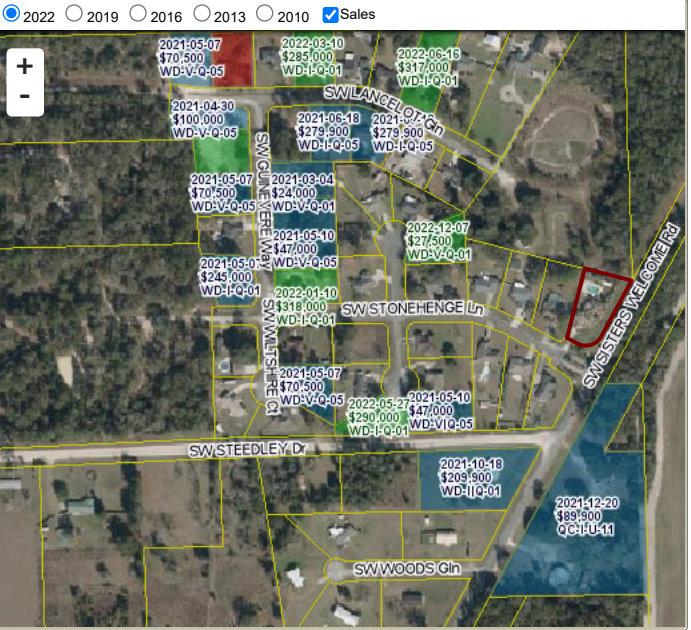 2022 2019 2016 2013 2010 Sales
+
-
2021-05-07
$70,500
WD-V-Q-05
2022-03-10
$285,000
WD-I-Q-01
2022-06-16
$317,000
WD-I-Q-01
SW LANCELOT Gln
2021-04-30
$100,000
WD-V-Q-05
2021-06-18
$279,900
WD-I-Q-05
$279,900
WD-I-Q-05
SW GUINEVERE Way
2021-05-07
$70,500
WD-V-Q-05
2021-03-04
$24,000
WD-V-Q-01
2021-05-10
$47,000
WD-V-Q-05
2022-12-07
$27,500
WD-V-Q-01
SW SISTERS WELCOME Rd
2021-05-07
$245,000
WD-I-Q-01
2022-01-10
$318,000
WD-I-Q-01
SW STONEHENGE Ln
SW WILTSHIRE Ct
2021-05-07
$70,500
WD-V-Q-05
2022-05-27
$290,000
WD-I-Q-01
2021-05-10
$47,000
WD-V|Q-05
SW STEEDLEY Dr
2021-10-18
$209,900
WD-I|Q-01
2021-12-20
$89,900
QC-I-U-11
SW WOODS Gln